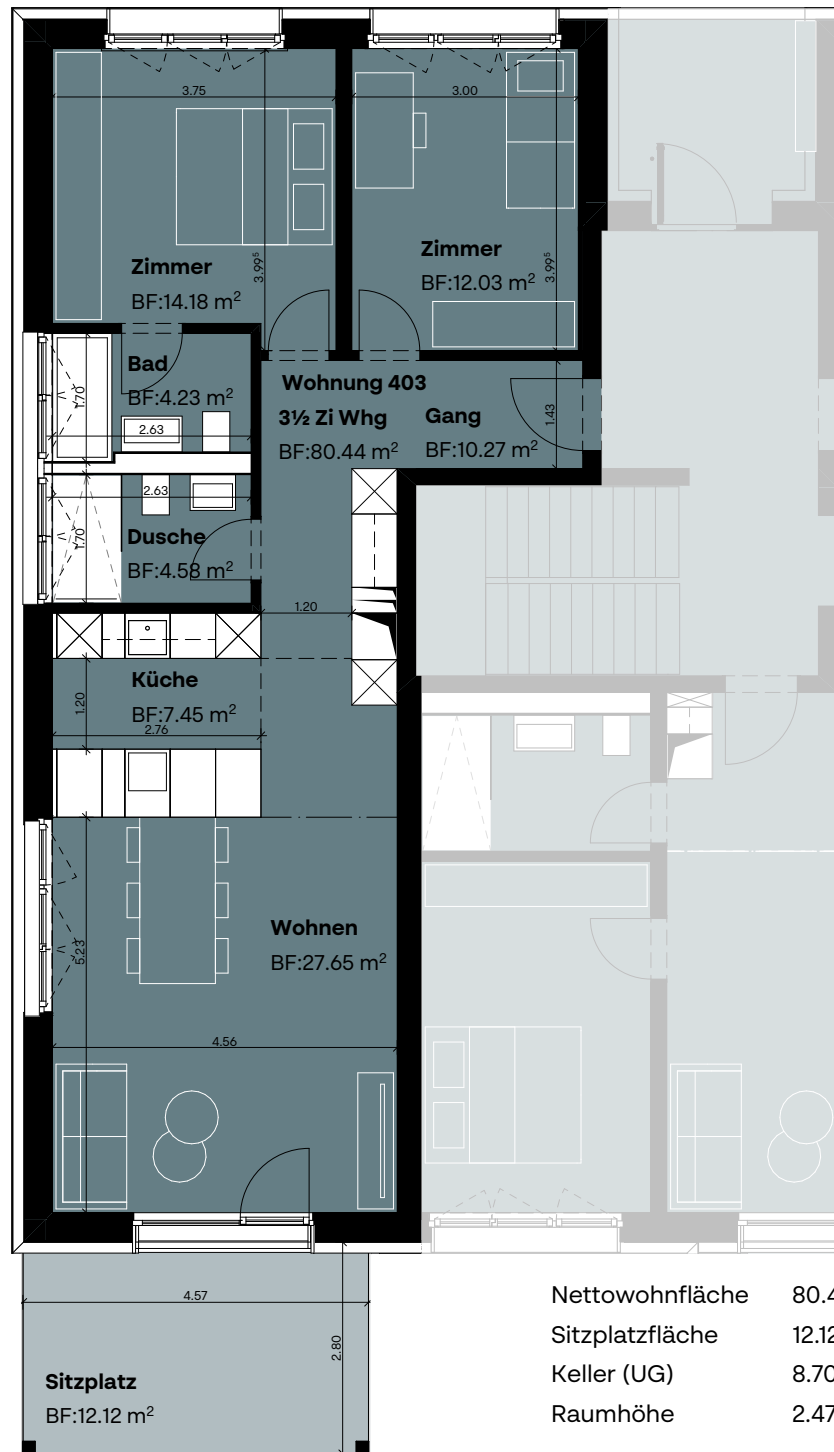 3.75
3.00
3.99⁵
3.99⁵
Zimmer
BF:14.18 m²
Zimmer
BF:12.03 m²
Bad
BF:4.23 m²
1.70
2.63
Wohnung 403
3½ Zi Whg
BF:80.44 m²
Gang
BF:10.27 m²
1.43
2.63
Dusche
BF:4.58 m²
1.70
1.20
Küche
BF:7.45 m²
1.20
2.76
Wohnen
BF:27.65 m²
5.23
4.56
4.57
2.80
Sitzplatz
BF:12.12 m²
Nettowohnfläche 80.4
Sitzplatzfläche 12.12
Keller (UG) 8.70
Raumhöhe 2.47